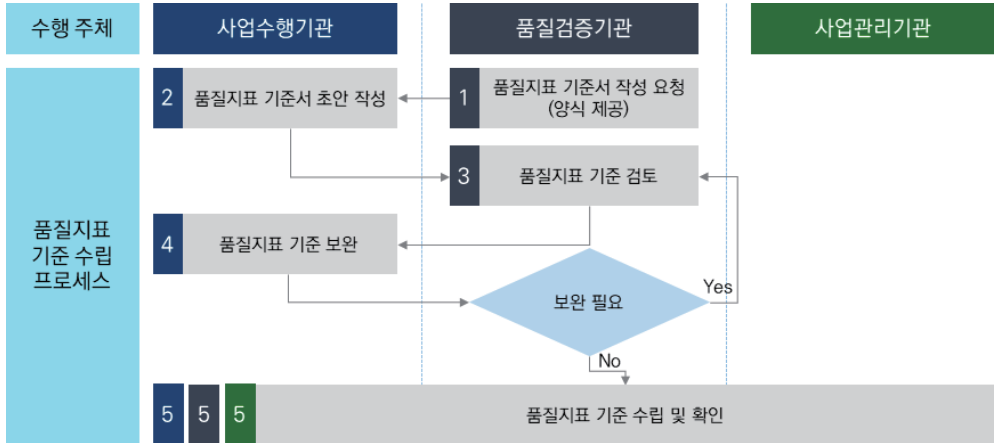 수행 주체
사업수행기관
품질검증기관
사업관리기관
품질지표
기준 수립
프로세스
2
품질지표 기준서 초안 작성
1
품질지표 기준서 작성 요청
(양식 제공)
3
품질지표 기준 검토
4
품질지표 기준 보완
보완 필요
Yes
No
5
5
5
품질지표 기준 수립 및 확인